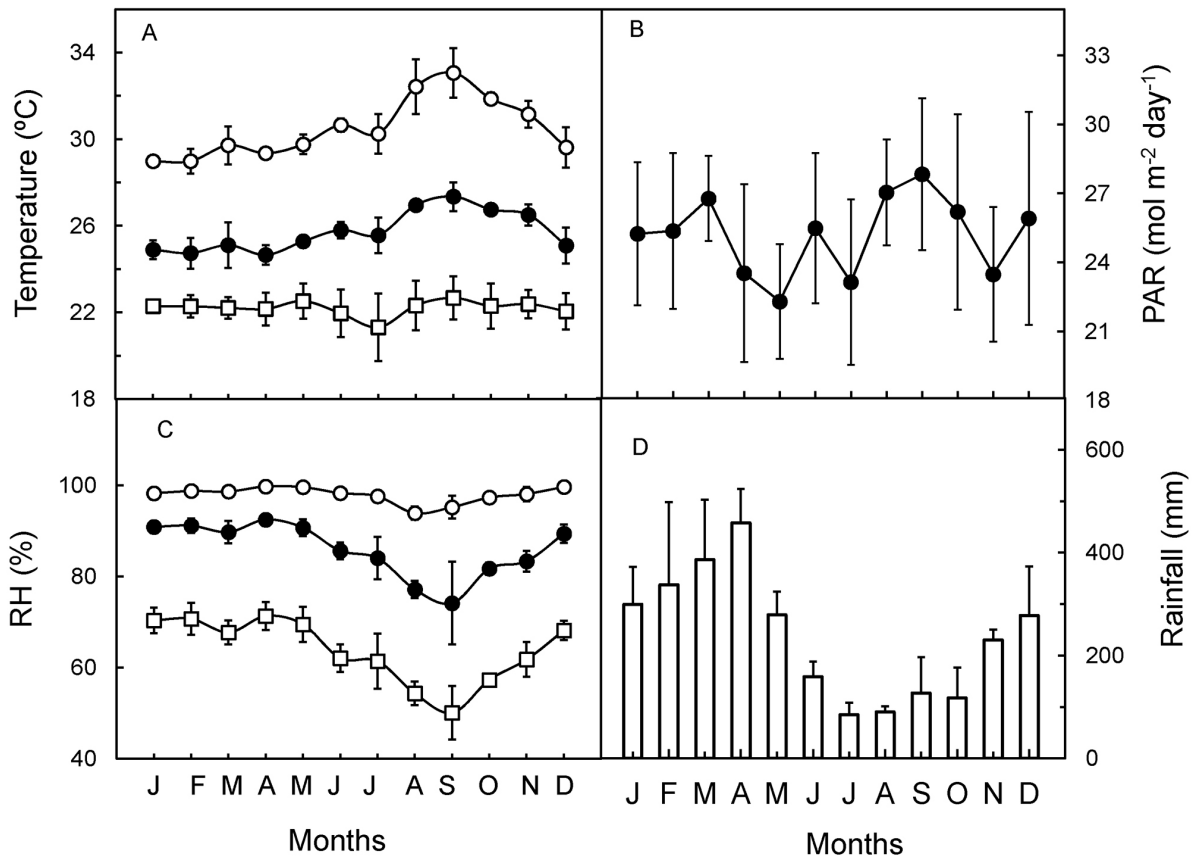 A
B
34
30
26
22
18
Temperature (ºC)
33
30
27
24
21
18
PAR (mol m-2 day-1)
C
D
100
80
60
40
RH (%)
600
400
200
0
Rainfall (mm)
J F M A M J J A S O N D
J F M A M J J A S O N D
Months
Months